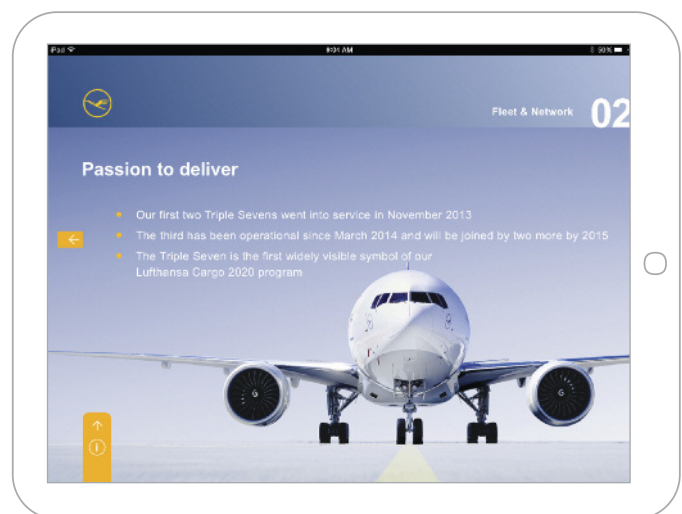 iPad
9:04 AM
50%
Fleet & Network 02
Passion to deliver
Our first two Triple Sevens went into service in November 2013
The third has been operational since March 2014 and will be joined by two more by 2015
The Triple Seven is the first widely visible symbol of our
Lufthansa Cargo 2020 program